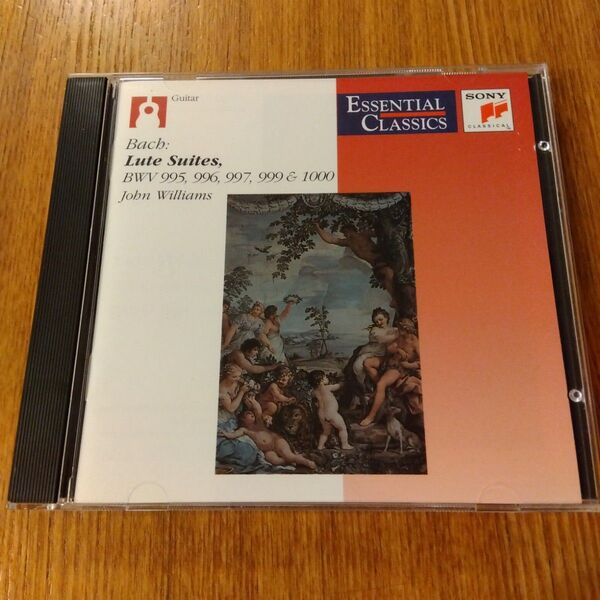 Guitar
ESSENTIAL
CLASSICS
SONY
CLASSICAL
Bach:
Lute Suites,
BWV 995, 996, 997, 999 & 1000
John Williams